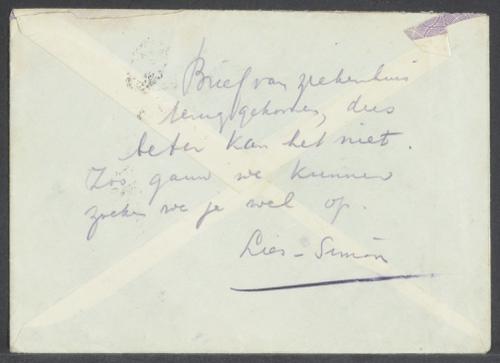 Brief van ziekenhuis
teruggekomen, dus
beter kan het niet.
Zoo gauw we kunnen
zoeken we je wel op.
Lies - Simon